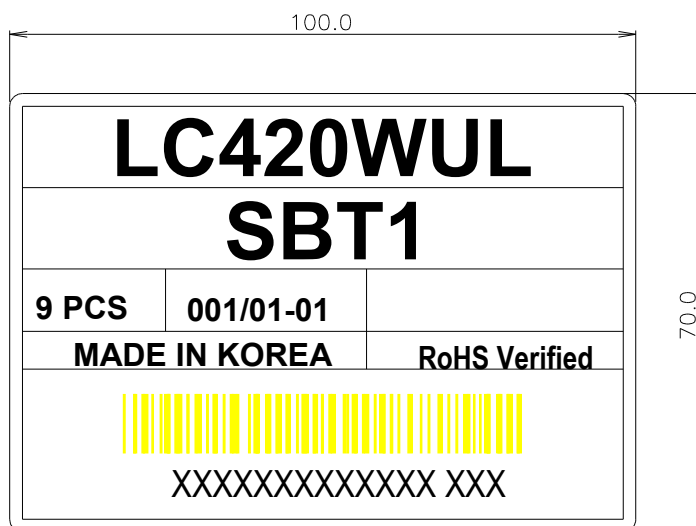 100.0
LC420WUL
SBT1
9 PCS 001/01-01
MADE IN KOREA RoHS Verified
XXXXXXXXXXXXX XXX
70.0